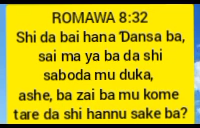 ROMAWA 8:32
Shi da bai hana Ɗansa ba,
sai ma ya ba da shi
saboda mu duka,
ashe, ba zai ba mu kome
tare da shi hannu sake ba?